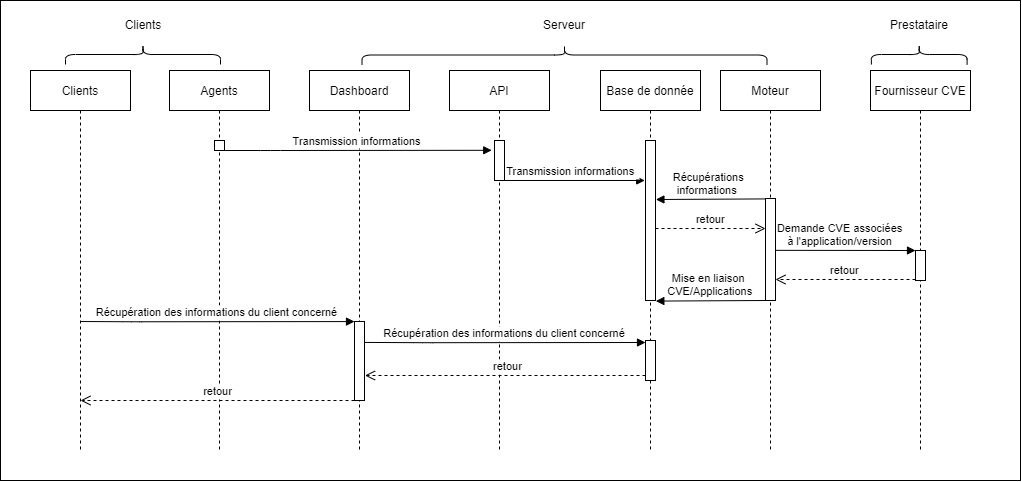 Clients
Serveur
Prestataire
Clients
Agents
Dashboard
API
Base de donnée
Moteur
Fournisseur CVE
Transmission informations
Transmission informations
Récupérations
informations
retour
Demande CVE associées
à l'application/version
retour
Mise en liaison
CVE/Applications
Récupération des informations du client concerné
Récupération des informations du client concerné
retour
retour